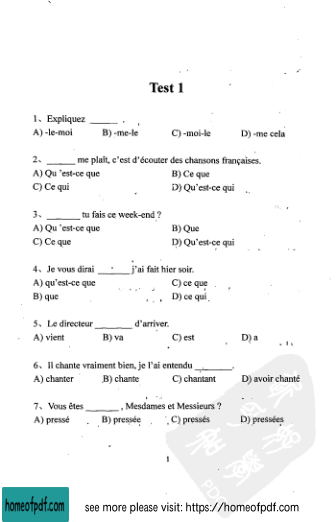 Test 1
1、Expliquez ______ .
A) -le-moi B) -me-le C) -moi-le D) -me cela
2、______ me plaît, c'est d'écouter des chansons françaises.
A) Qu 'est-ce que B) Ce que
C) Ce qui D) Qu'est-ce qui
3、______ tu fais ce week-end ?
A) Qu 'est-ce que B) Que
C) Ce que D) Qu'est-ce qui
4、Je vous dirai ______ j'ai fait hier soir.
A) qu'est-ce que C) ce que
B) que D) ce qui
5、Le directeur ______ d'arriver.
A) vient B) va C) est D) a
6、Il chante vraiment bien, je l'ai entendu ______.
A) chanter B) chante C) chantant D) avoir chanté
7、Vous êtes ______ , Mesdames et Messieurs ?
A) pressé B) pressée C) pressés D) pressées
1
homeofpdf.com see more please visit: https://homeofpdf.com